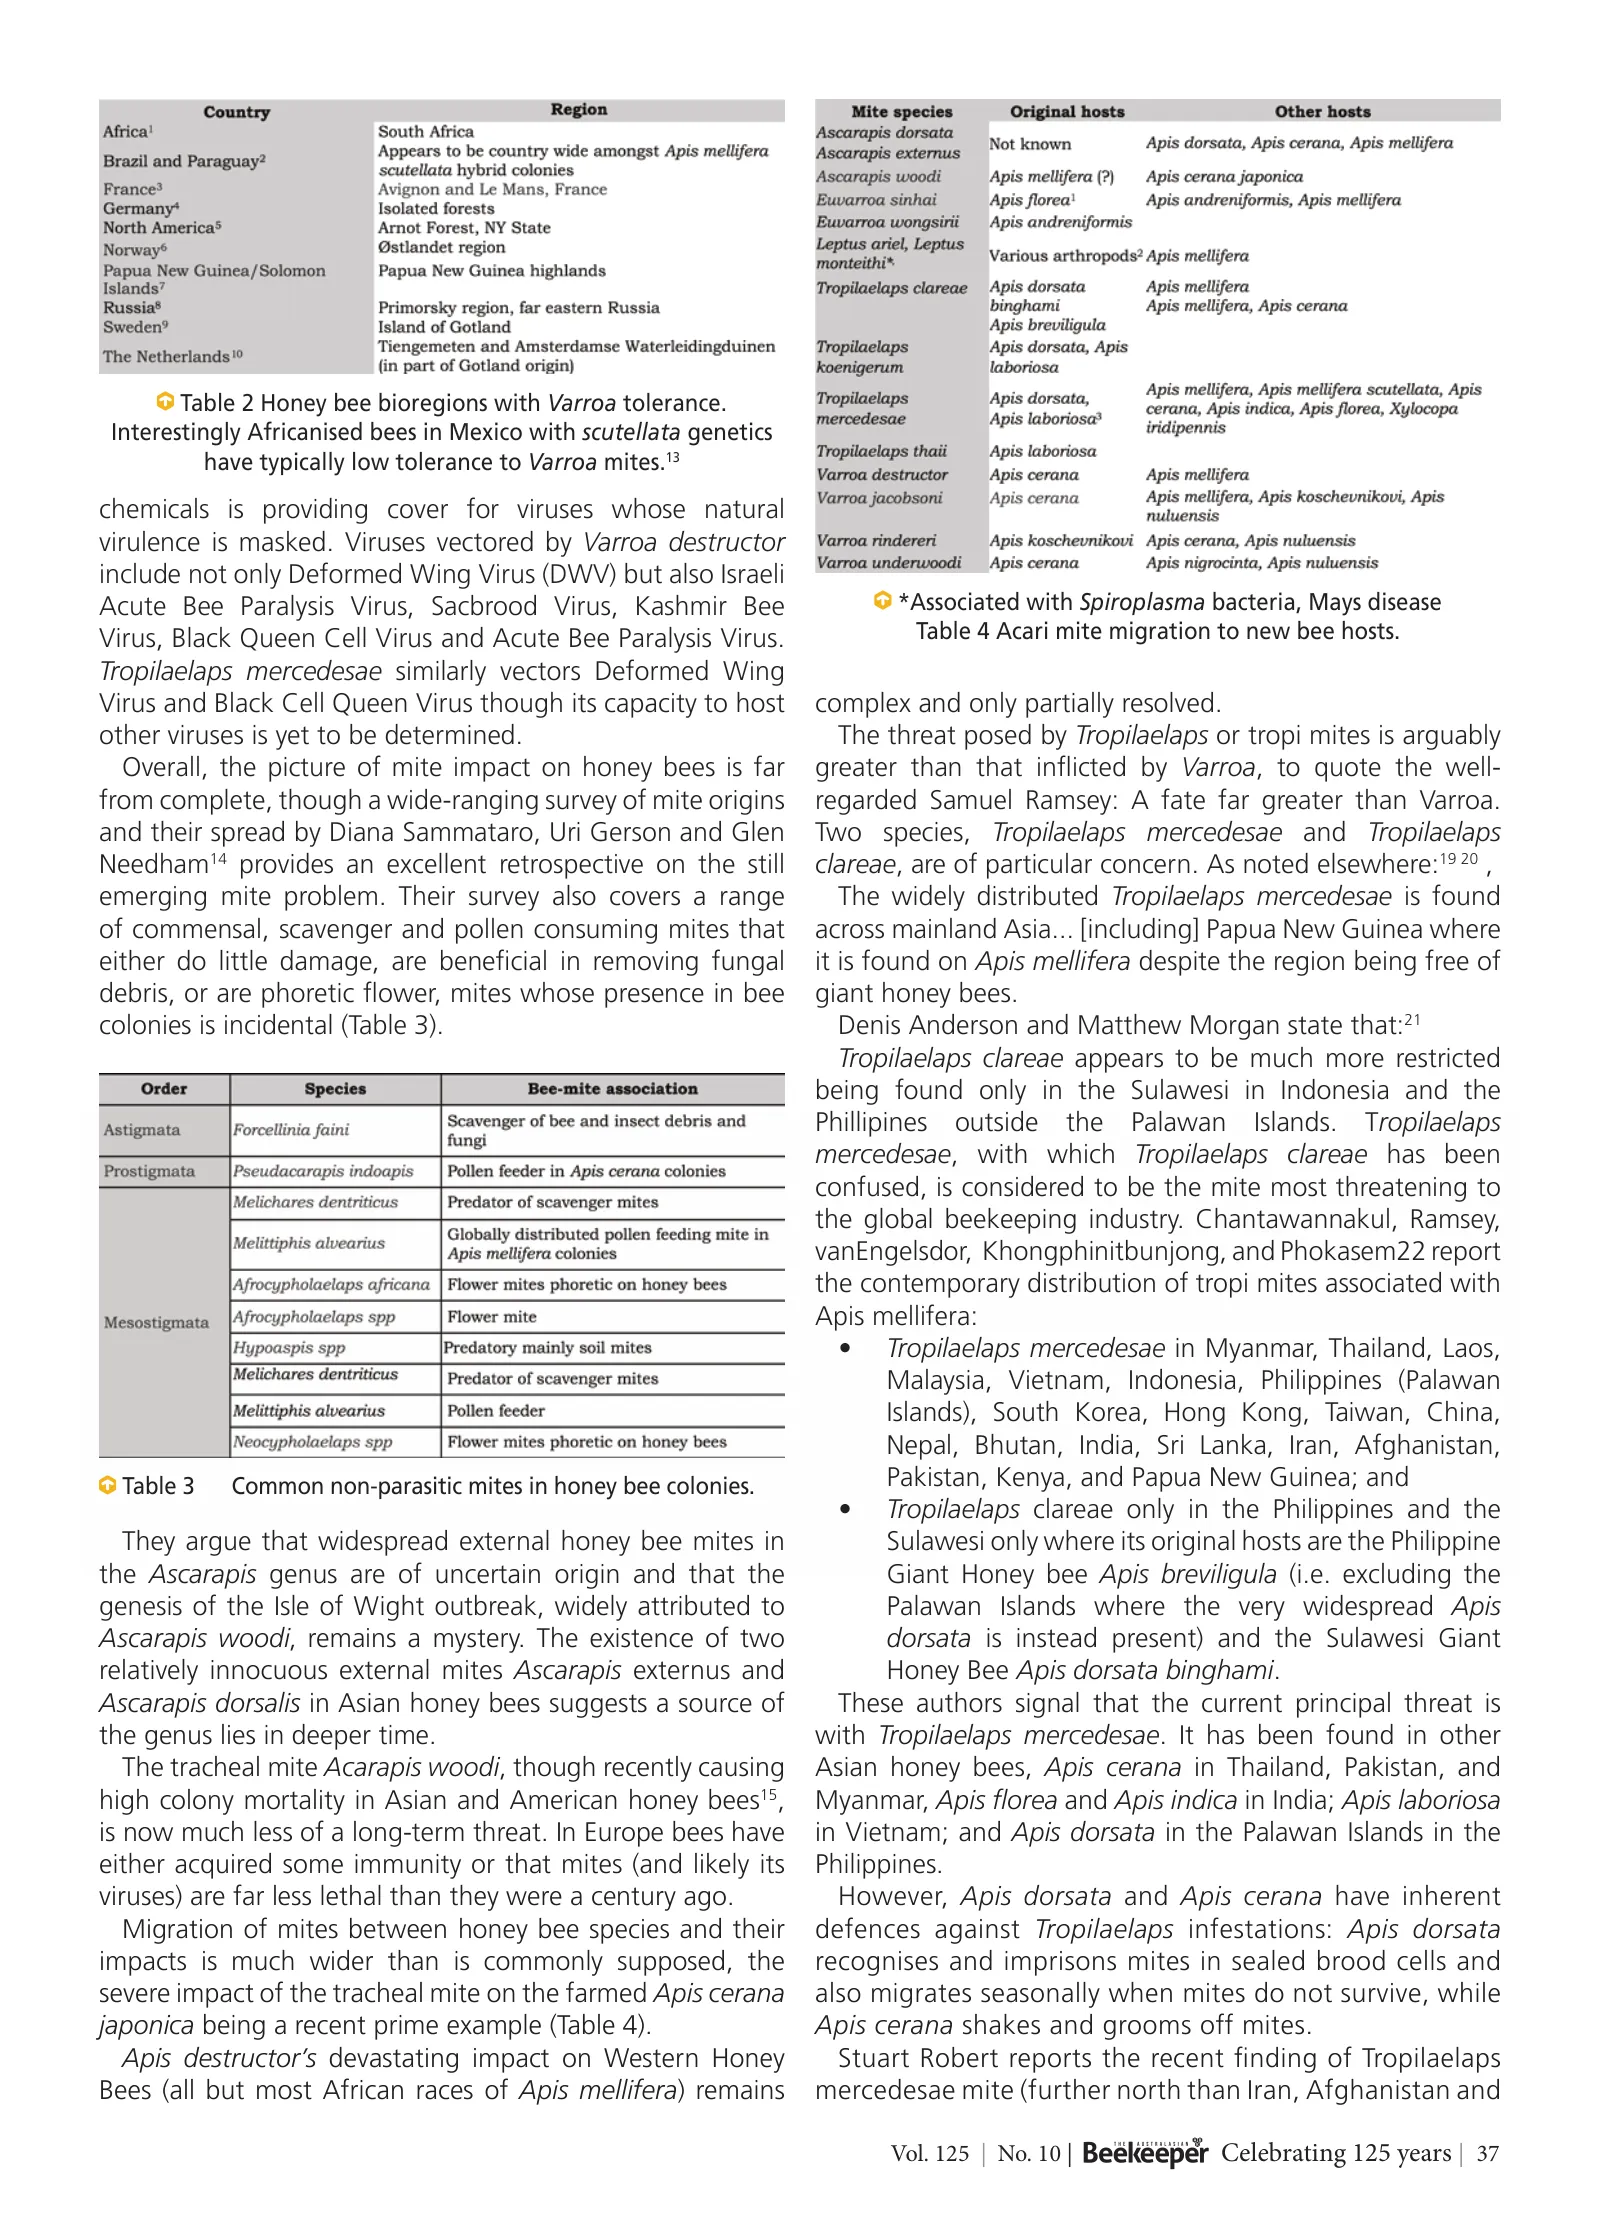 Country Region
Africa¹ South Africa
Brazil and Paraguay² Appears to be country wide amongst Apis mellifera
scutellata hybrid colonies
France³ Avignon and Le Mans, France
Germany⁴ Isolated forests
North America⁵ Arnot Forest, NY State
Norway⁶ Østlandet region
Papua New Guinea/Solomon Papua New Guinea highlands
Islands⁷
Russia⁸ Primorsky region, far eastern Russia
Sweden⁹ Island of Gotland
The Netherlands¹⁰ Tiengemeten and Amsterdamse Waterleidingduinen
(in part of Gotland origin)
Table 2 Honey bee bioregions with Varroa tolerance.
Interestingly Africanised bees in Mexico with scutellata genetics
have typically low tolerance to Varroa mites.¹³
chemicals is providing cover for viruses whose natural
virulence is masked. Viruses vectored by Varroa destructor
include not only Deformed Wing Virus (DWV) but also Israeli
Acute Bee Paralysis Virus, Sacbrood Virus, Kashmir Bee
Virus, Black Queen Cell Virus and Acute Bee Paralysis Virus.
Tropilaelaps mercedesae similarly vectors Deformed Wing
Virus and Black Cell Queen Virus though its capacity to host
other viruses is yet to be determined.
Overall, the picture of mite impact on honey bees is far
from complete, though a wide-ranging survey of mite origins
and their spread by Diana Sammataro, Uri Gerson and Glen
Needham¹⁴ provides an excellent retrospective on the still
emerging mite problem. Their survey also covers a range
of commensal, scavenger and pollen consuming mites that
either do little damage, are beneficial in removing fungal
debris, or are phoretic flower, mites whose presence in bee
colonies is incidental (Table 3).
Order Species Bee-mite association
Astigmata Forcellinia faini Scavenger of bee and insect debris and
fungi
Prostigmata Pseudacarapis indoapis Pollen feeder in Apis cerana colonies
Mesostigmata Melichares dentriticus Predator of scavenger mites
Melittiphis alvearius Globally distributed pollen feeding mite in
Apis mellifera colonies
Afrocypholaelaps africana Flower mites phoretic on honey bees
Afrocypholaelaps spp Flower mite
Hypoaspis spp Predatory mainly soil mites
Melichares dentriticus Predator of scavenger mites
Melittiphis alvearius Pollen feeder
Neocypholaelaps spp Flower mites phoretic on honey bees
Table 3 Common non-parasitic mites in honey bee colonies.
They argue that widespread external honey bee mites in
the Ascarapis genus are of uncertain origin and that the
genesis of the Isle of Wight outbreak, widely attributed to
Ascarapis woodi, remains a mystery. The existence of two
relatively innocuous external mites Ascarapis externus and
Ascarapis dorsalis in Asian honey bees suggests a source of
the genus lies in deeper time.
The tracheal mite Acarapis woodi, though recently causing
high colony mortality in Asian and American honey bees¹⁵,
is now much less of a long-term threat. In Europe bees have
either acquired some immunity or that mites (and likely its
viruses) are far less lethal than they were a century ago.
Migration of mites between honey bee species and their
impacts is much wider than is commonly supposed, the
severe impact of the tracheal mite on the farmed Apis cerana
japonica being a recent prime example (Table 4).
Apis destructor's devastating impact on Western Honey
Bees (all but most African races of Apis mellifera) remains
Mite species Original hosts Other hosts
Ascarapis dorsata
Ascarapis externus Not known Apis dorsata, Apis cerana, Apis mellifera
Ascarapis woodi Apis mellifera (?) Apis cerana japonica
Euvarroa sinhai Apis florea¹ Apis andreniformis, Apis mellifera
Euvarroa wongsirii Apis andreniformis
Leptus ariel, Leptus
monteithi*, Various arthropods² Apis mellifera
Tropilaelaps clareae Apis dorsata Apis mellifera
binghami Apis mellifera, Apis cerana
Apis breviligula
Tropilaelaps Apis dorsata, Apis
koenigerum laboriosa
Tropilaelaps Apis dorsata, Apis mellifera, Apis mellifera scutellata, Apis
mercedesae Apis laboriosa³ cerana, Apis indica, Apis florea, Xylocopa
iridipennis
Tropilaelaps thaii Apis laboriosa
Varroa destructor Apis cerana Apis mellifera
Varroa jacobsoni Apis cerana Apis mellifera, Apis koschevnikovi, Apis
nuluensis
Varroa rindereri Apis koschevnikovi Apis cerana, Apis nuluensis
Varroa underwoodi Apis cerana Apis nigrocinta, Apis nuluensis
*Associated with Spiroplasma bacteria, Mays disease
Table 4 Acari mite migration to new bee hosts.
complex and only partially resolved.
The threat posed by Tropilaelaps or tropi mites is arguably
greater than that inflicted by Varroa, to quote the well-
regarded Samuel Ramsey: A fate far greater than Varroa.
Two species, Tropilaelaps mercedesae and Tropilaelaps
clareae, are of particular concern. As noted elsewhere:¹⁹ ²⁰ ,
The widely distributed Tropilaelaps mercedesae is found
across mainland Asia... [including] Papua New Guinea where
it is found on Apis mellifera despite the region being free of
giant honey bees.
Denis Anderson and Matthew Morgan state that:²¹
Tropilaelaps clareae appears to be much more restricted
being found only in the Sulawesi in Indonesia and the
Phillipines outside the Palawan Islands. Tropilaelaps
mercedesae, with which Tropilaelaps clareae has been
confused, is considered to be the mite most threatening to
the global beekeeping industry. Chantawannakul, Ramsey,
vanEngelsdor, Khongphinitbunjong, and Phokasem22 report
the contemporary distribution of tropi mites associated with
Apis mellifera:
• Tropilaelaps mercedesae in Myanmar, Thailand, Laos,
Malaysia, Vietnam, Indonesia, Philippines (Palawan
Islands), South Korea, Hong Kong, Taiwan, China,
Nepal, Bhutan, India, Sri Lanka, Iran, Afghanistan,
Pakistan, Kenya, and Papua New Guinea; and
• Tropilaelaps clareae only in the Philippines and the
Sulawesi only where its original hosts are the Philippine
Giant Honey bee Apis breviligula (i.e. excluding the
Palawan Islands where the very widespread Apis
dorsata is instead present) and the Sulawesi Giant
Honey Bee Apis dorsata binghami.
These authors signal that the current principal threat is
with Tropilaelaps mercedesae. It has been found in other
Asian honey bees, Apis cerana in Thailand, Pakistan, and
Myanmar, Apis florea and Apis indica in India; Apis laboriosa
in Vietnam; and Apis dorsata in the Palawan Islands in the
Philippines.
However, Apis dorsata and Apis cerana have inherent
defences against Tropilaelaps infestations: Apis dorsata
recognises and imprisons mites in sealed brood cells and
also migrates seasonally when mites do not survive, while
Apis cerana shakes and grooms off mites.
Stuart Robert reports the recent finding of Tropilaelaps
mercedesae mite (further north than Iran, Afghanistan and
Vol. 125 | No. 10 | THE AUSTRALASIAN Beekeeper Celebrating 125 years | 37